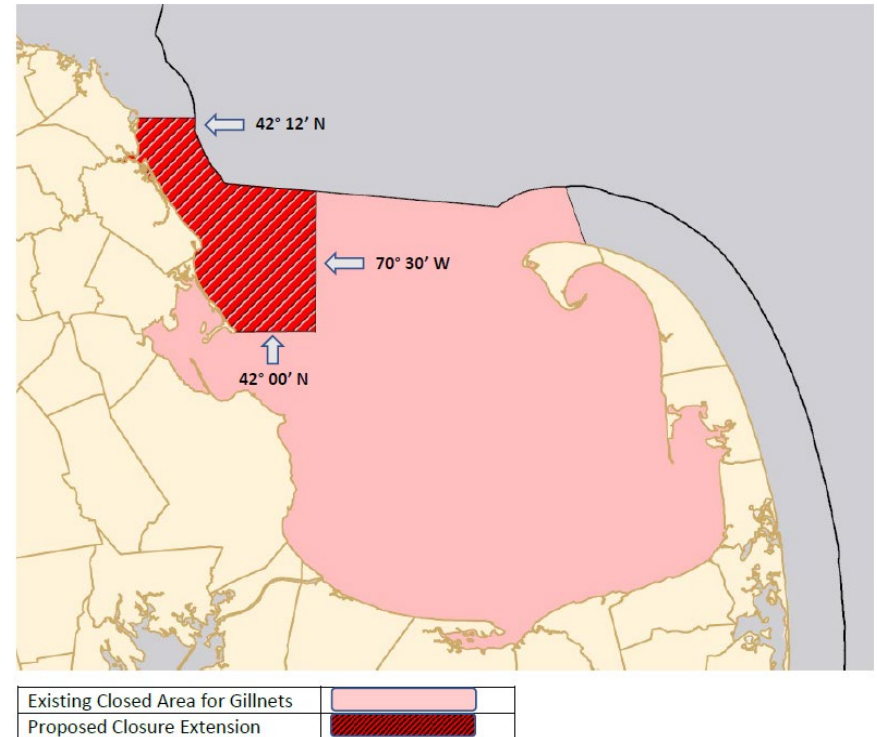 42° 12’ N
70° 30’ W
42° 00’ N
Existing Closed Area for Gillnets
Proposed Closure Extension